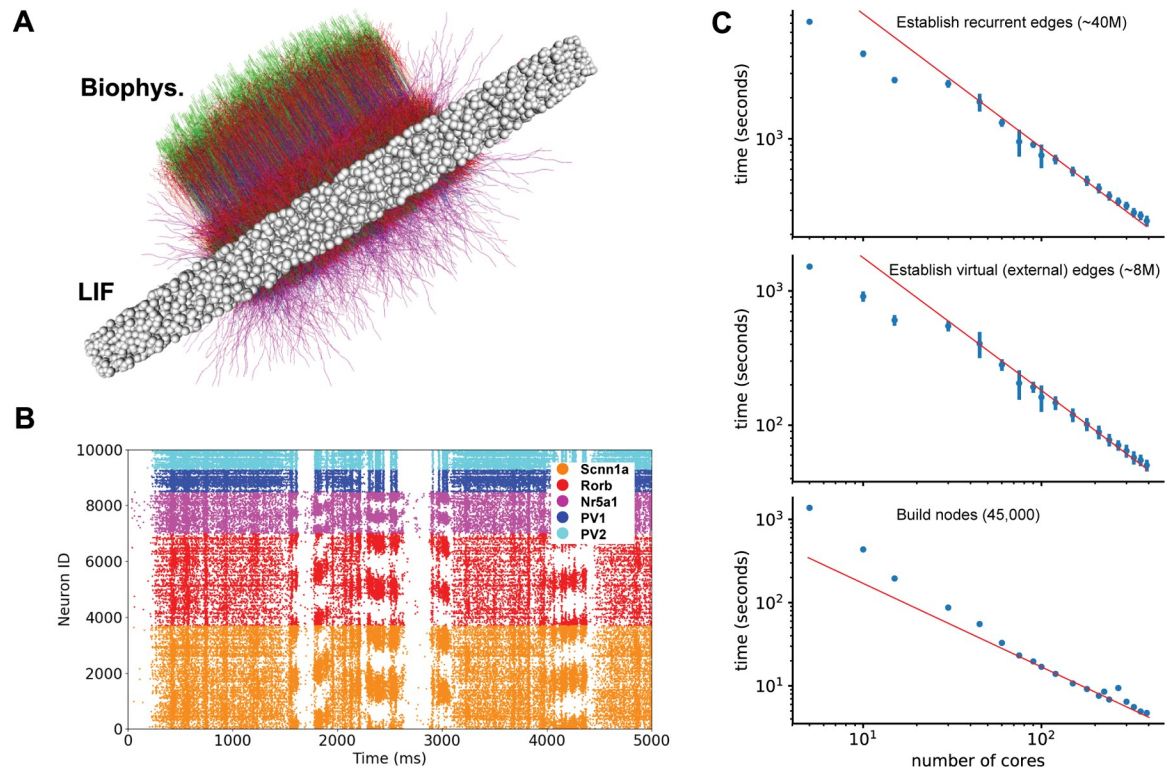 A
Biophys.
LIF
B
10000
8000
6000
4000
2000
0
Neuron ID
Scnn1a
Rorb
Nr5a1
PV1
PV2
0
1000
2000
3000
4000
5000
Time (ms)
C
Establish recurrent edges (~40M)
time (seconds)
10³
Establish virtual (external) edges (~8M)
time (seconds)
10³
10²
Build nodes (45,000)
time (seconds)
10³
10²
10¹
10¹
10²
number of cores